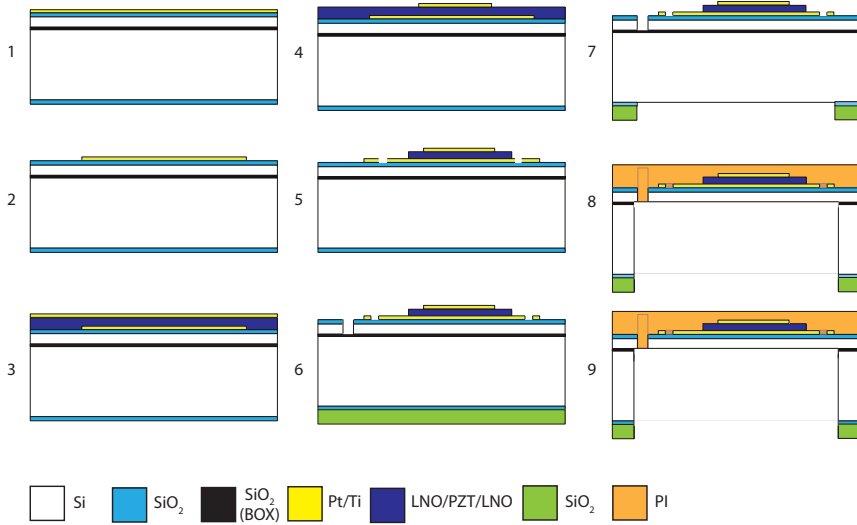 1
4
7
2
5
8
3
6
9
Si
SiO2
SiO2
(BOX)
Pt/Ti
LNO/PZT/LNO
SiO2
PI